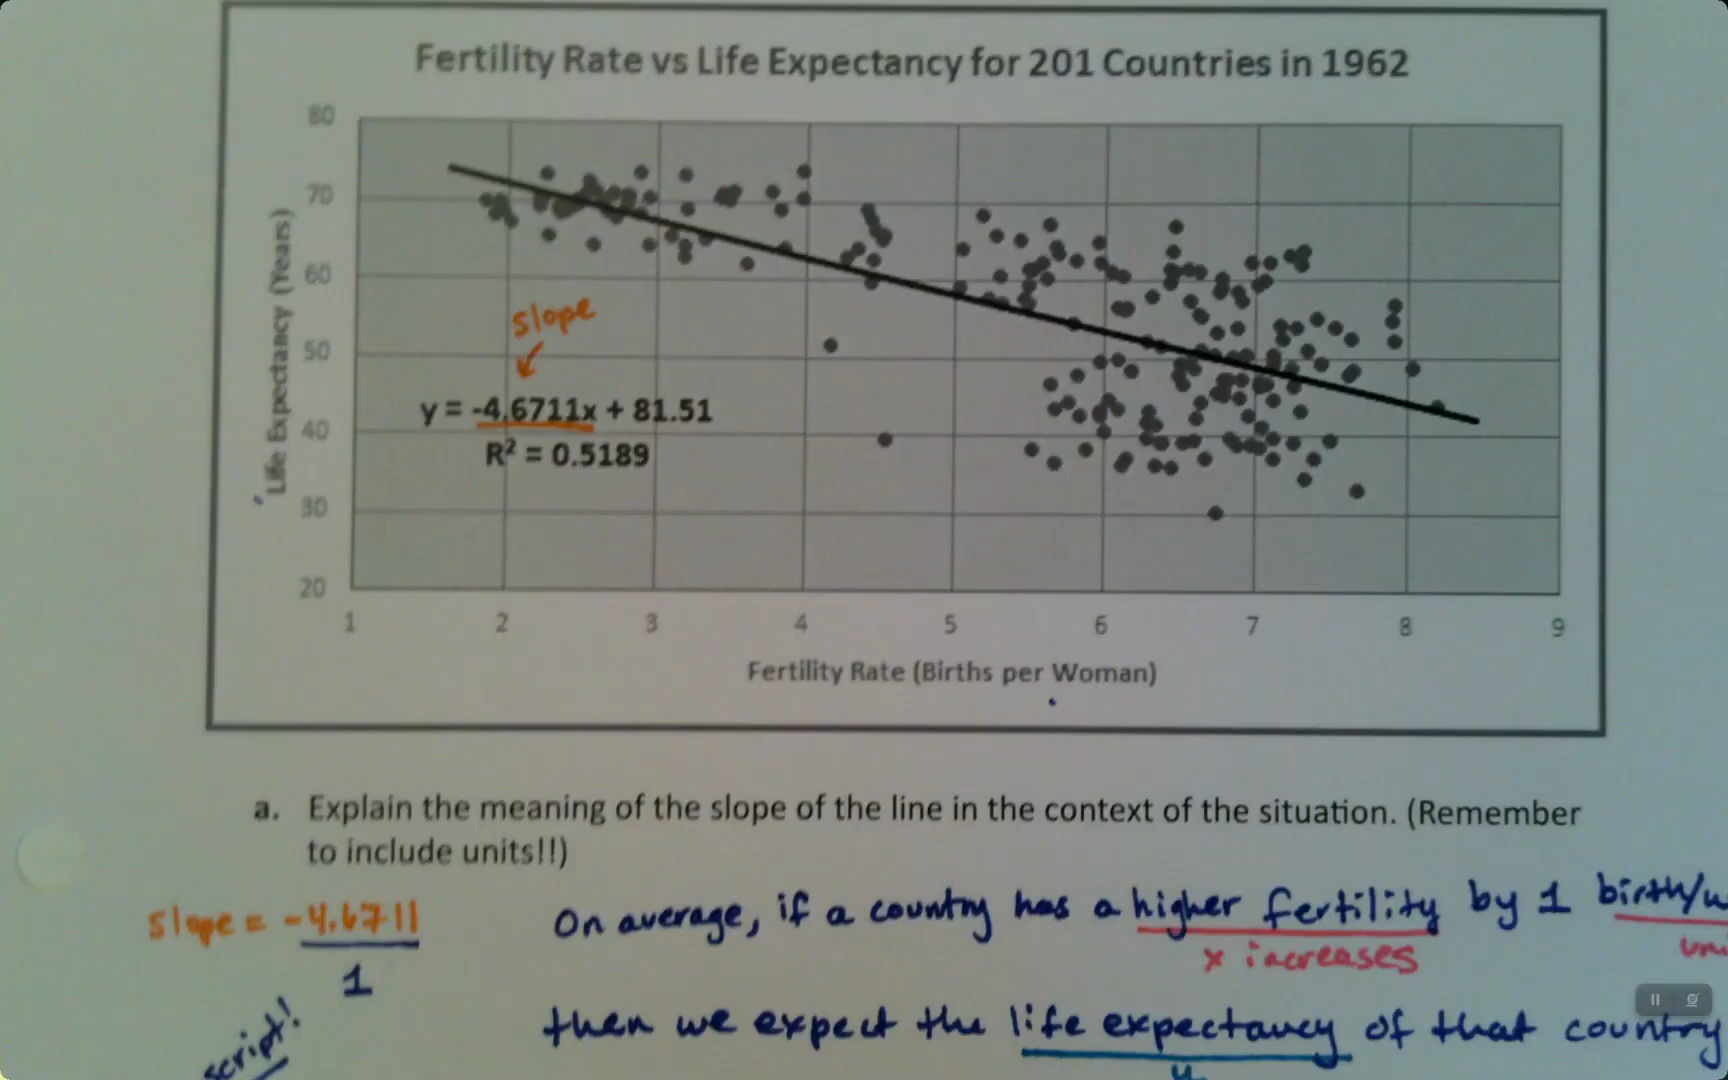 Fertility Rate vs Life Expectancy for 201 Countries in 1962
80
70
60
50
40
30
20
Life Expectancy (Years)
slope
y = -4.6711x + 81.51
R² = 0.5189
1 2 3 4 5 6 7 8 9
Fertility Rate (Births per Woman)
a. Explain the meaning of the slope of the line in the context of the situation. (Remember
to include units!!)
slope = -4.6711
1
On average, if a country has a higher fertility by 1 birth/
x increases
then we expect the life expectancy of that country
script!